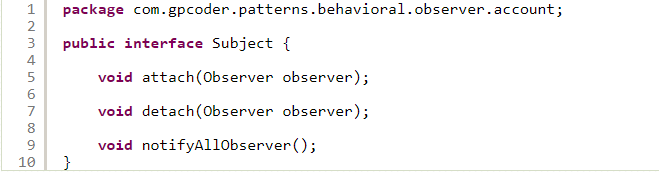 1 package com.gpcoder.patterns.behavioral.observer.account;
2
3 public interface Subject {
4
5     void attach(Observer observer);
6
7     void detach(Observer observer);
8
9     void notifyAllObserver();
10 }